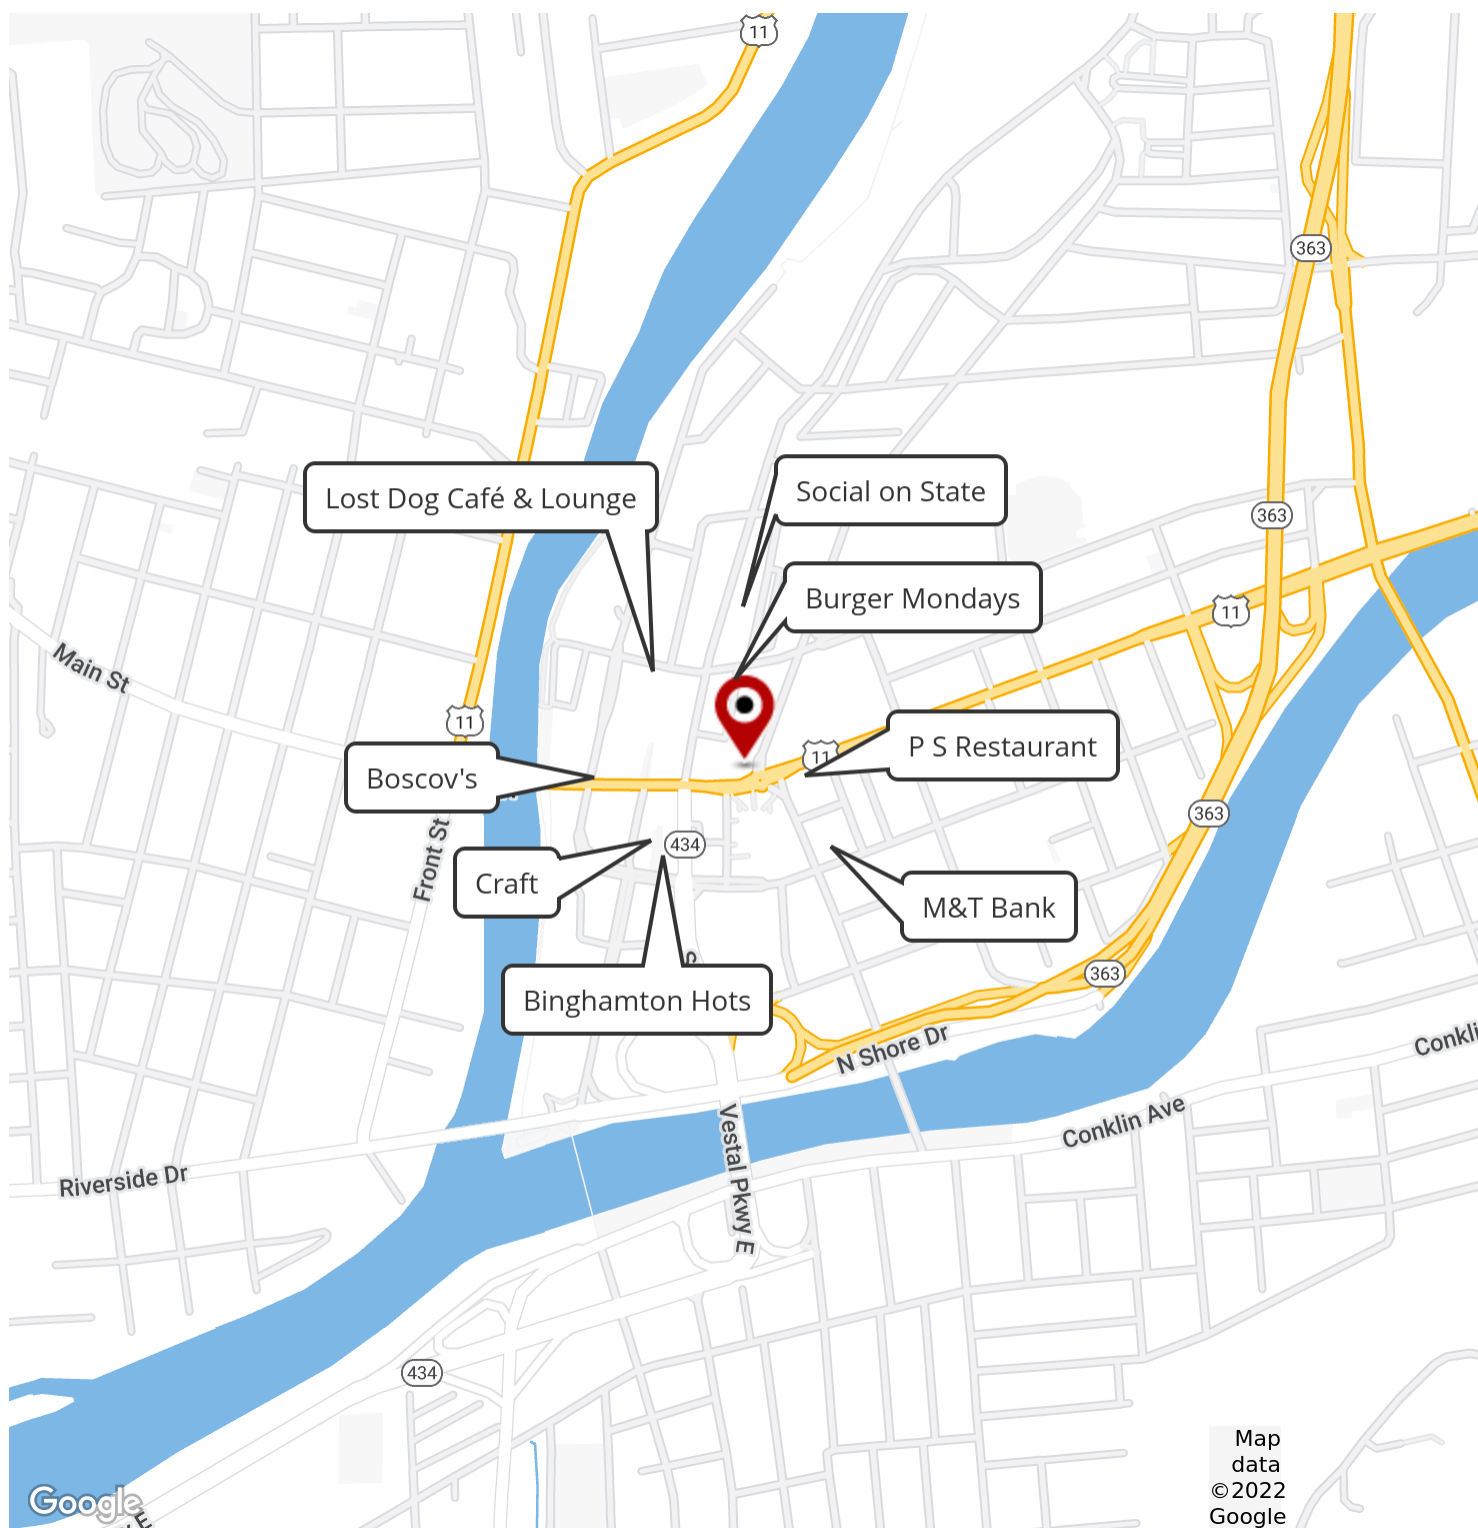 11
363
Lost Dog Café & Lounge
Social on State
363
Burger Mondays
11
Main St
11
P S Restaurant
11
Boscov's
363
Front St
434
Craft
M&T Bank
S
363
Binghamton Hots
N Shore Dr
Conkli
Conklin Ave
Vestal Pkwy E
Riverside Dr
434
Map
data
©2022
Google
Google